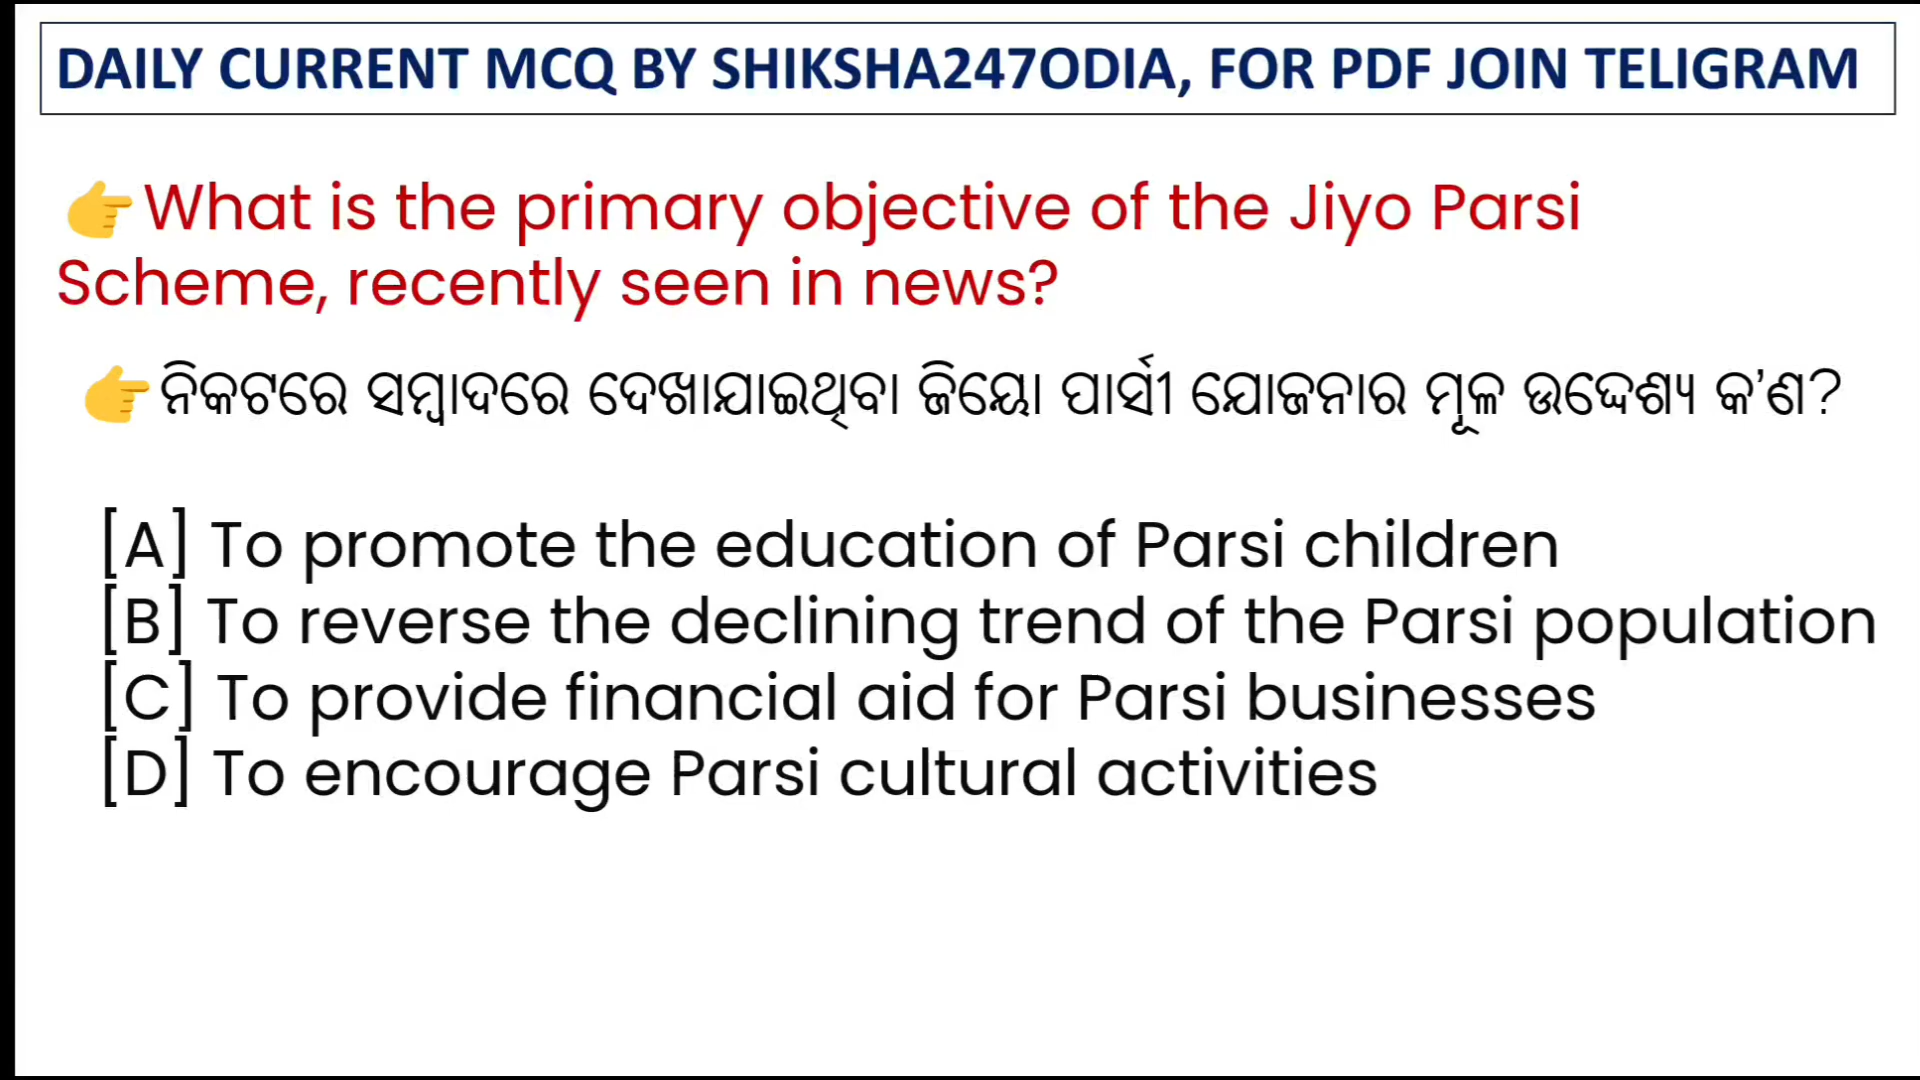 DAILY CURRENT MCQ BY SHIKSHA247ODIA, FOR PDF JOIN TELIGRAM
👉What is the primary objective of the Jiyo Parsi
Scheme, recently seen in news?
👉ନିକଟରେ ସମ୍ବାଦରେ ଦେଖାଯାଇଥିବା ଜିୟୋ ପାର୍ସୀ ଯୋଜନାର ମୂଳ ଉଦ୍ଦେଶ୍ୟ କ'ଣ?
[A] To promote the education of Parsi children
[B] To reverse the declining trend of the Parsi population
[C] To provide financial aid for Parsi businesses
[D] To encourage Parsi cultural activities